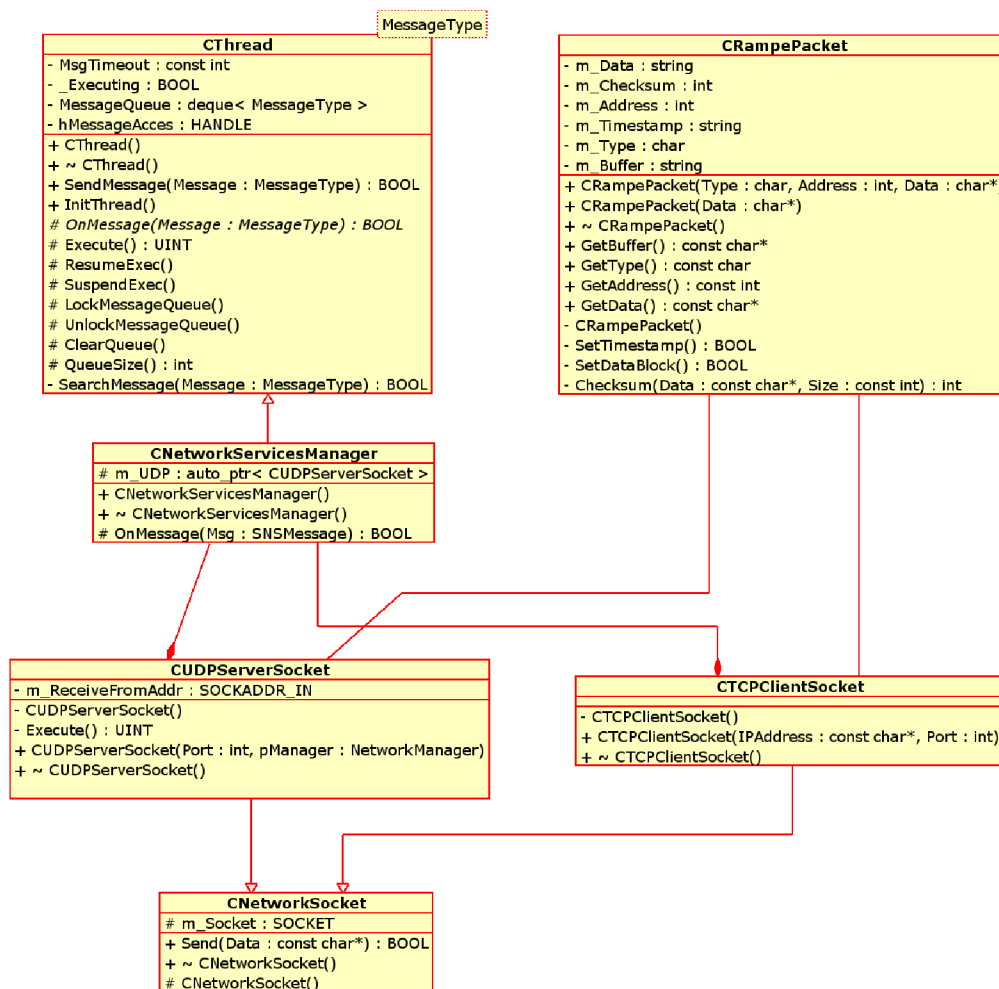 MessageType
CThread
- MsgTimeout : const int
- _Executing : BOOL
- MessageQueue : deque< MessageType >
- hMessageAcces : HANDLE
+ CThread()
+ ~ CThread()
+ SendMessage(Message : MessageType) : BOOL
+ InitThread()
# OnMessage(Message : MessageType) : BOOL
# Execute() : UINT
# ResumeExec()
# SuspendExec()
# LockMessageQueue()
# UnlockMessageQueue()
# ClearQueue()
# QueueSize() : int
- SearchMessage(Message : MessageType) : BOOL
CRampePacket
- m_Data : string
- m_Checksum : int
- m_Address : int
- m_Timestamp : string
- m_Type : char
- m_Buffer : string
+ CRampePacket(Type : char, Address : int, Data : char*)
+ CRampePacket(Data : char*)
+ ~ CRampePacket()
+ GetBuffer() : const char*
+ GetType() : const char
+ GetAddress() : const int
+ GetData() : const char*
- CRampePacket()
- SetTimestamp() : BOOL
- SetDataBlock() : BOOL
- Checksum(Data : const char*, Size : const int) : int
CNetworkServicesManager
# m_UDP : auto_ptr< CUDPServerSocket >
+ CNetworkServicesManager()
+ ~ CNetworkServicesManager()
# OnMessage(Msg : SNSMessage) : BOOL
CUDPServerSocket
- m_ReceiveFromAddr : SOCKADDR_IN
- CUDPServerSocket()
- Execute() : UINT
+ CUDPServerSocket(Port : int, pManager : NetworkManager)
+ ~ CUDPServerSocket()
CTCPClientSocket
- CTCPClientSocket()
+ CTCPClientSocket(IPAddress : const char*, Port : int)
+ ~ CTCPClientSocket()
CNetworkSocket
# m_Socket : SOCKET
+ Send(Data : const char*) : BOOL
+ ~ CNetworkSocket()
# CNetworkSocket()